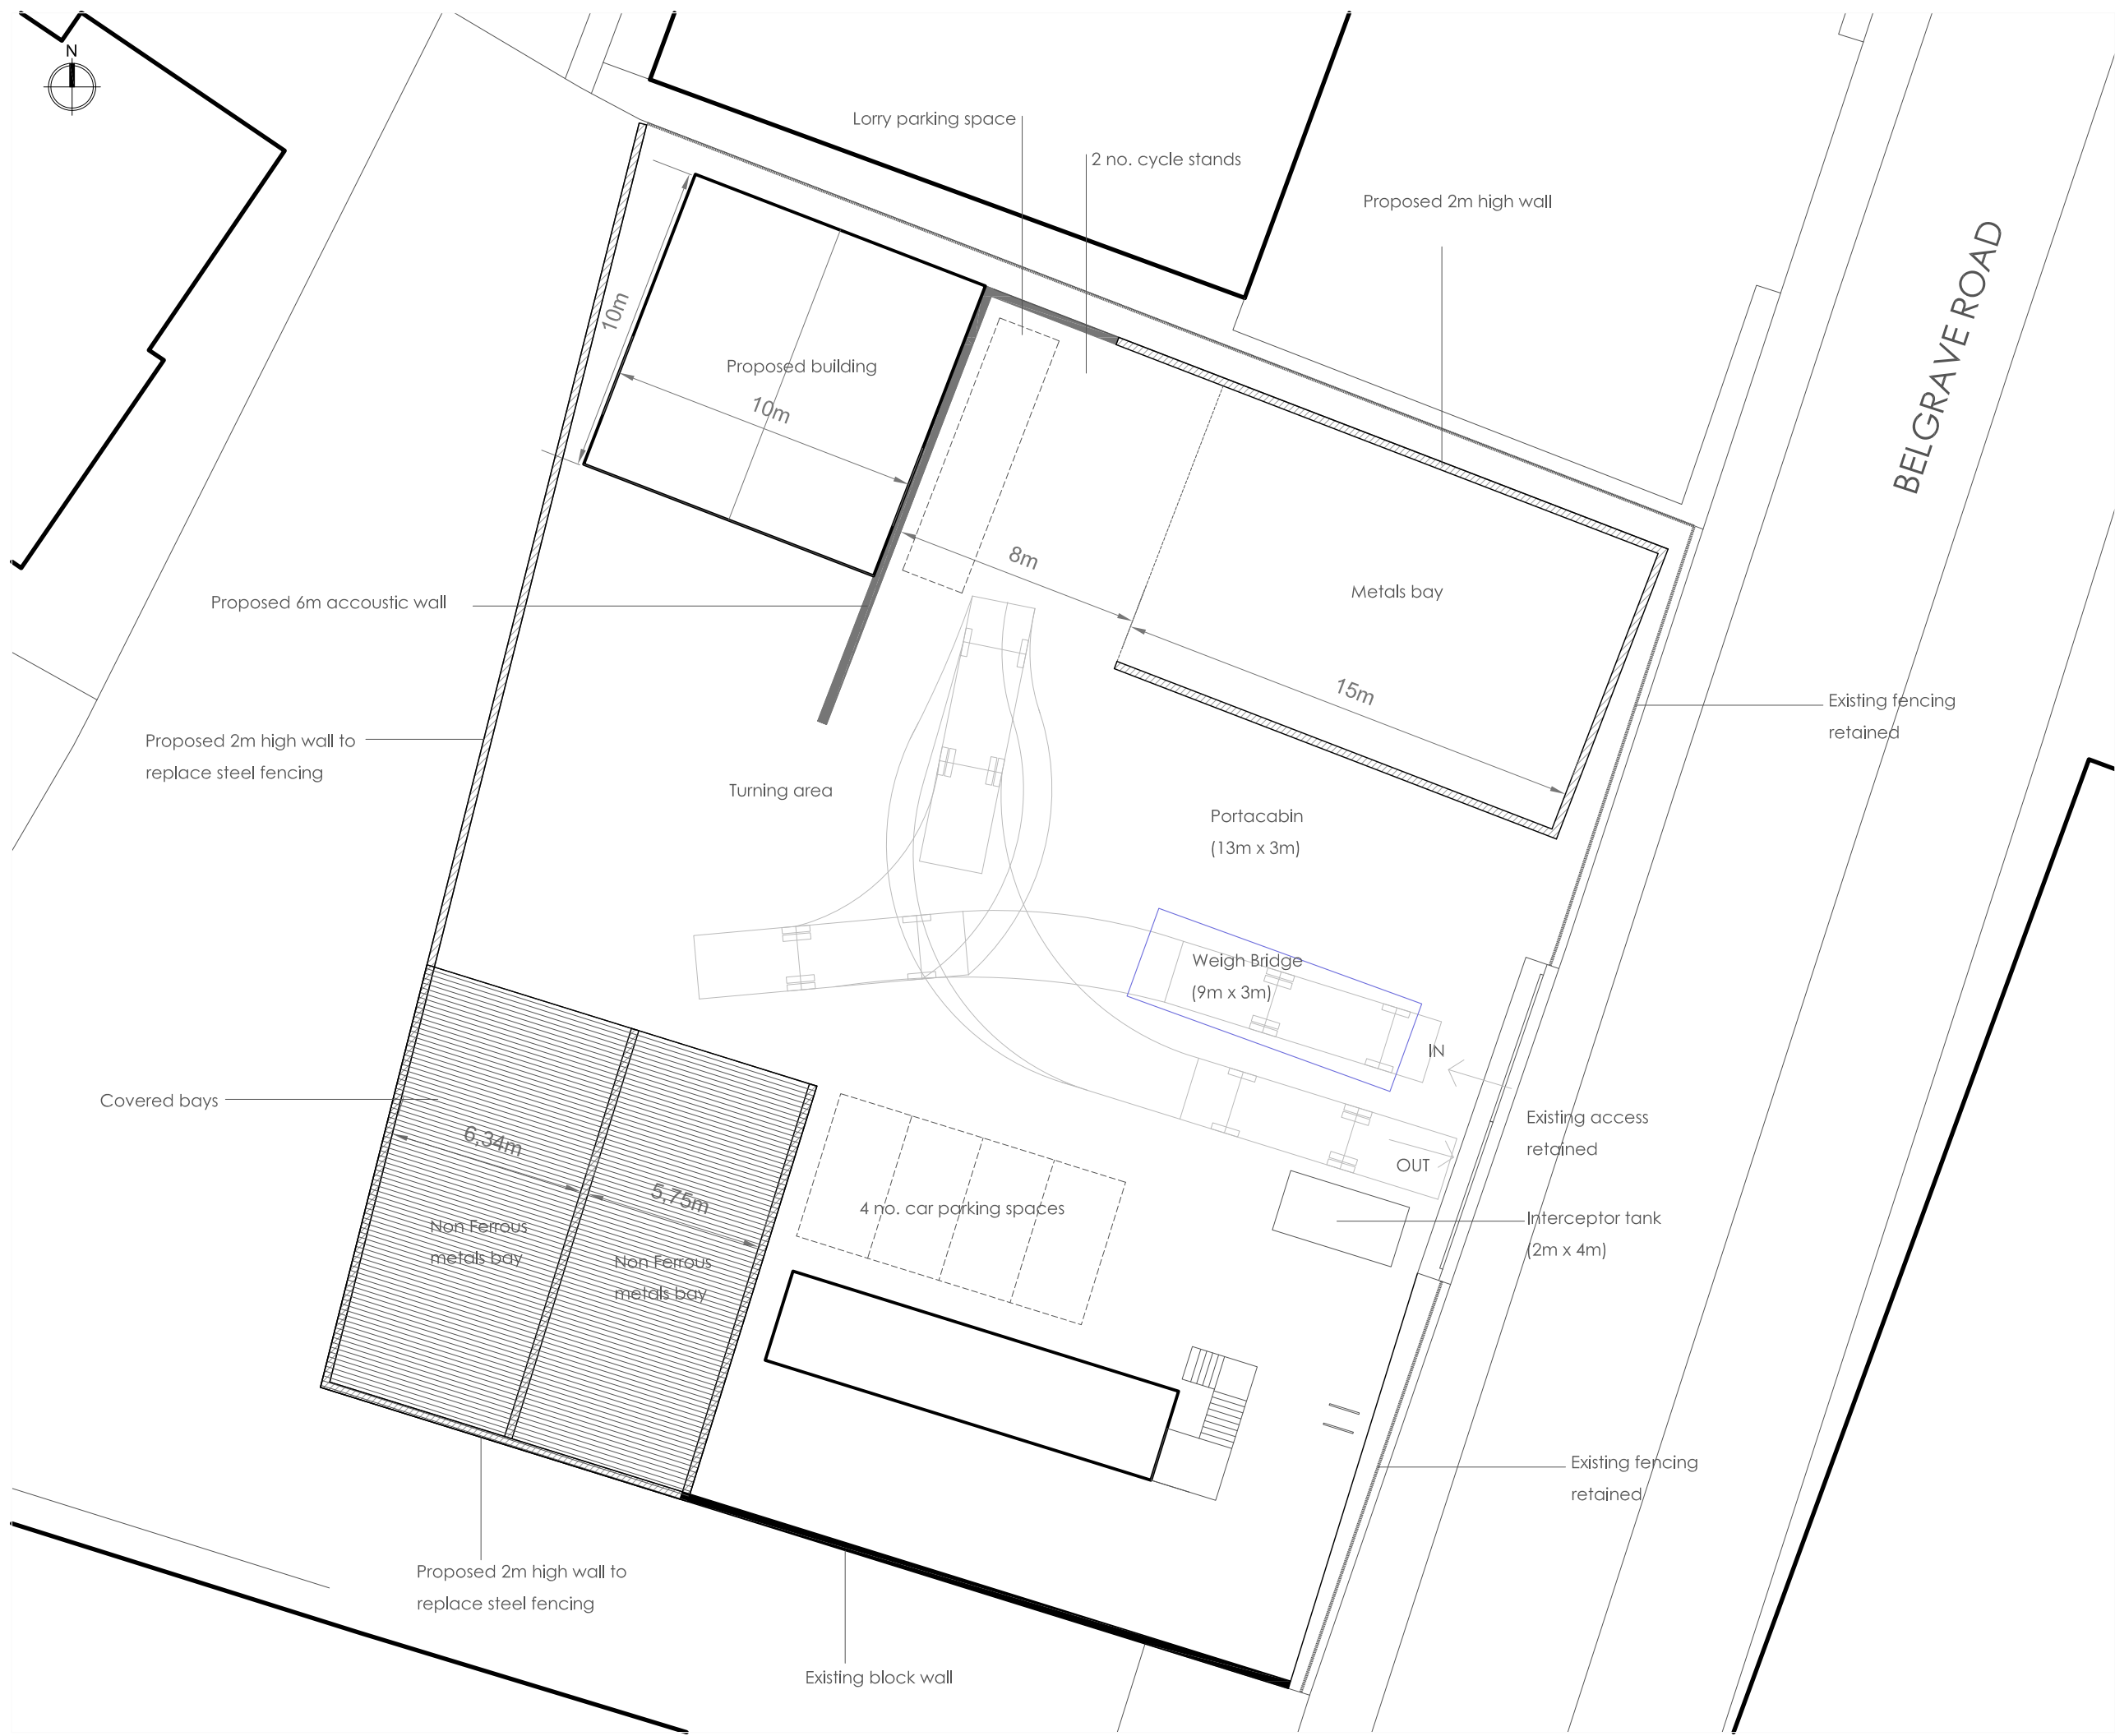 N
Lorry parking space
2 no. cycle stands
Proposed 2m high wall
BELGRAVE ROAD
10m
Proposed building
10m
8m
Metals bay
Proposed 6m accoustic wall
15m
Existing fencing
retained
Proposed 2m high wall to
replace steel fencing
Turning area
Portacabin
(13m x 3m)
Weigh Bridge
(9m x 3m)
IN
Covered bays
Existing access
retained
6,34m
OUT
5,75m
4 no. car parking spaces
Interceptor tank
(2m x 4m)
Non Ferrous
metals bay
Non Ferrous
metals bay
Existing fencing
retained
Proposed 2m high wall to
replace steel fencing
Existing block wall